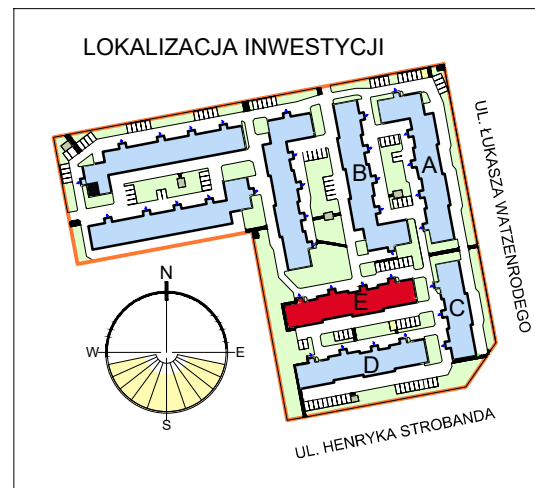 LOKALIZACJA INWESTYCJI
UL. ŁUKASZA WATZENRODEGO
A
B
E
C
D
N
W
E
S
UL. HENRYKA STROBANDA